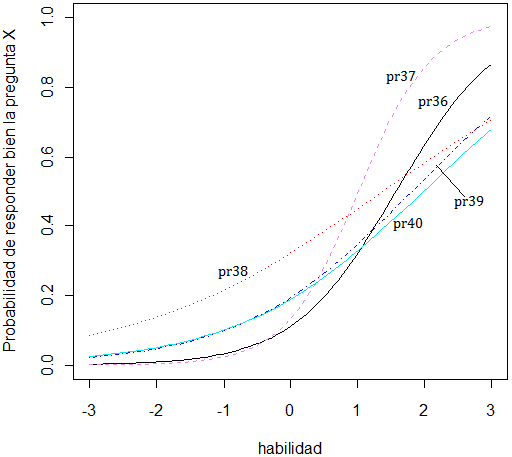 Probabilidad de responder bien la pregunta X
1.0
0.8
0.6
0.4
0.2
0.0
pr37
pr36
pr39
pr40
pr38
-3
-2
-1
0
1
2
3
habilidad